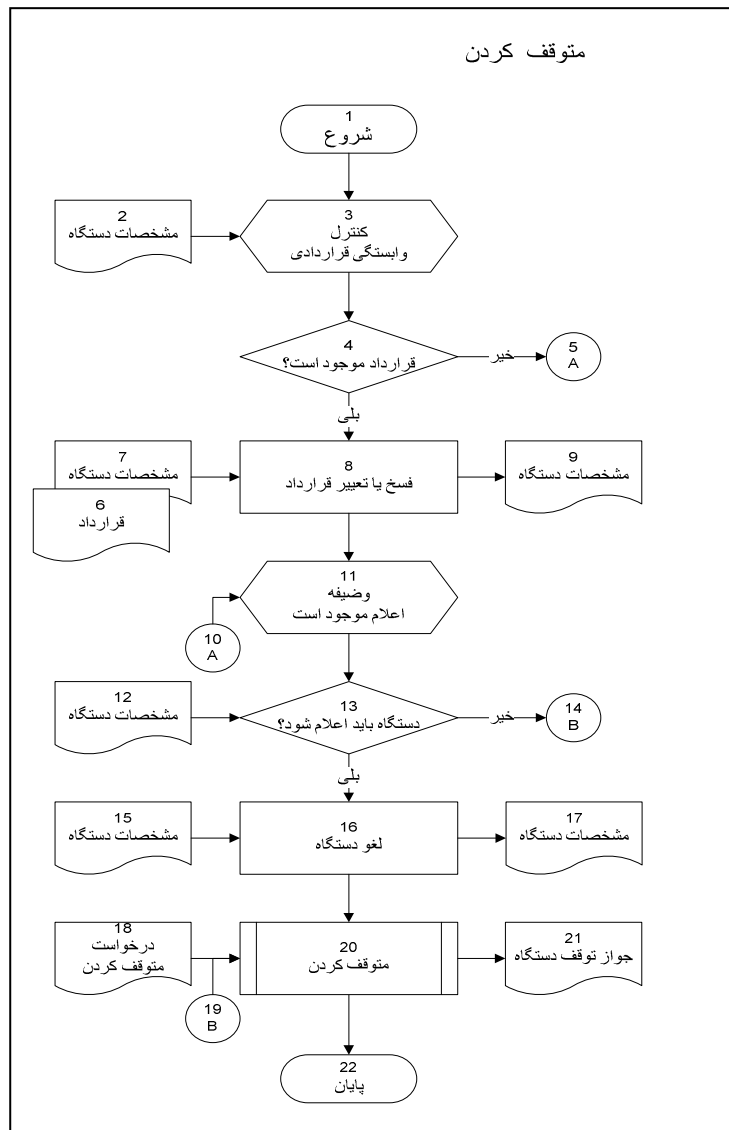 متوقف کردن
1
شروع
2
مشخصات دستگاه
3
کنترل
وابستگی قراردادی
4
قرارداد موجود است؟
خیر
5
A
بلی
7
مشخصات دستگاه
6
قرارداد
8
فسخ یا تعییر قرارداد
9
مشخصات دستگاه
11
وضیفه
اعلام موجود است
10
A
12
مشخصات دستگاه
13
دستگاه باید اعلام شود؟
خیر
14
B
بلی
15
مشخصات دستگاه
16
لغو دستگاه
17
مشخصات دستگاه
18
درخواست
متوقف کردن
19
B
20
متوقف کردن
21
جواز توقف دستگاه
22
پایان